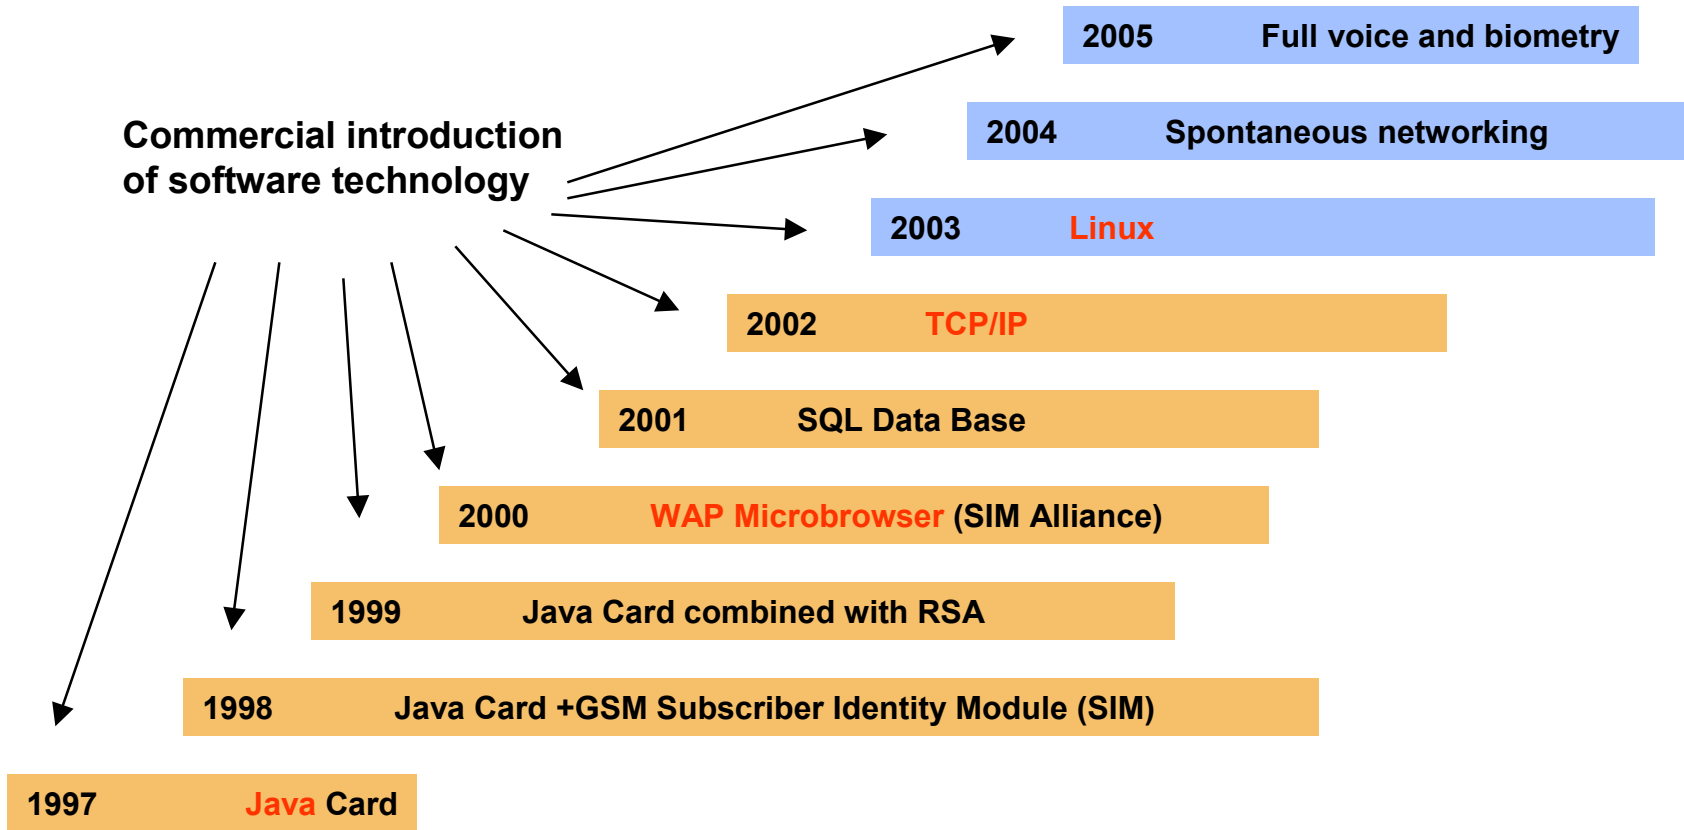 2005 Full voice and biometry
Commercial introduction
of software technology
2004 Spontaneous networking
2003 Linux
2002 TCP/IP
2001 SQL Data Base
2000 WAP Microbrowser (SIM Alliance)
1999 Java Card combined with RSA
1998 Java Card +GSM Subscriber Identity Module (SIM)
1997 Java Card